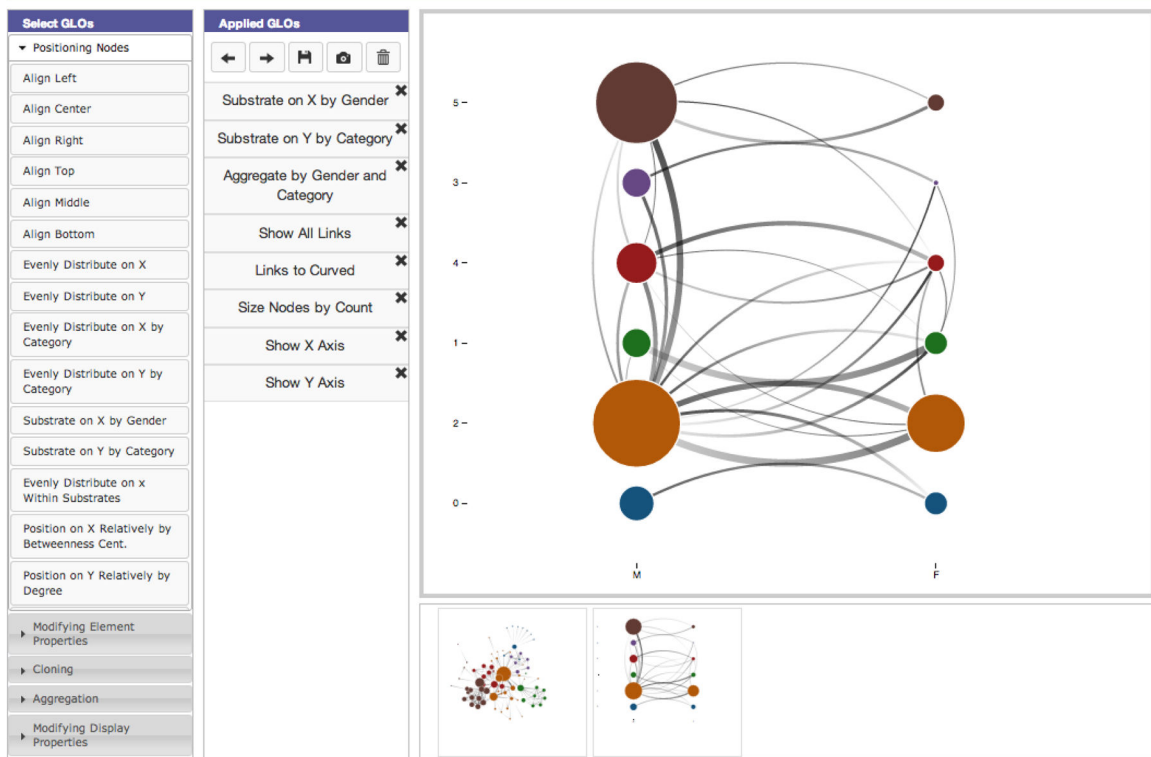 Select GLOs
Positioning Nodes
Align Left
Align Center
Align Right
Align Top
Align Middle
Align Bottom
Evenly Distribute on X
Evenly Distribute on Y
Evenly Distribute on X by
Category
Evenly Distribute on Y by
Category
Substrate on X by Gender
Substrate on Y by Category
Evenly Distribute on x
Within Substrates
Position on X Relatively by
Betweenness Cent.
Position on Y Relatively by
Degree
Modifying Element
Properties
Cloning
Aggregation
Modifying Display
Properties
Applied GLOs
Substrate on X by Gender
Substrate on Y by Category
Aggregate by Gender and
Category
Show All Links
Links to Curved
Size Nodes by Count
Show X Axis
Show Y Axis
5
3
4
1
2
0
M
F